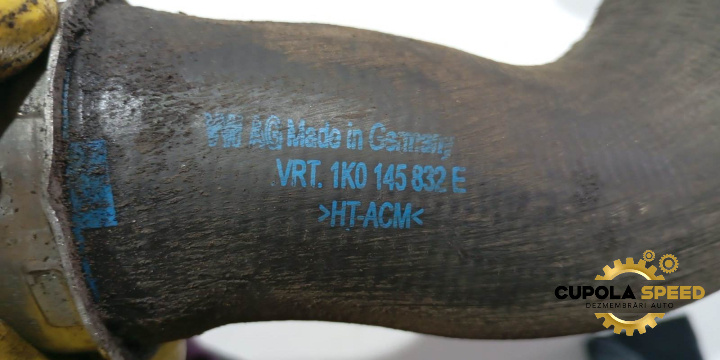 VW AG Made in Germany
VRT. 1K0 145 832 E
>HT-ACM<
CUPOLA SPEED
DEZMEMBRĂRI AUTO